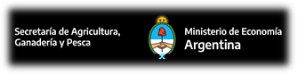 Secretaría de Agricultura,
Ganadería y Pesca
Ministerio de Economía
Argentina